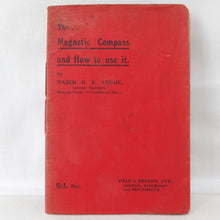 The
Magnetic Compass
and How to use it.
by
MAJOR R. F. LEGGE,
9d. Net
GALE & POLDEN, LTD.,
LONDON, ALDERSHOT
AND PORTSMOUTH.